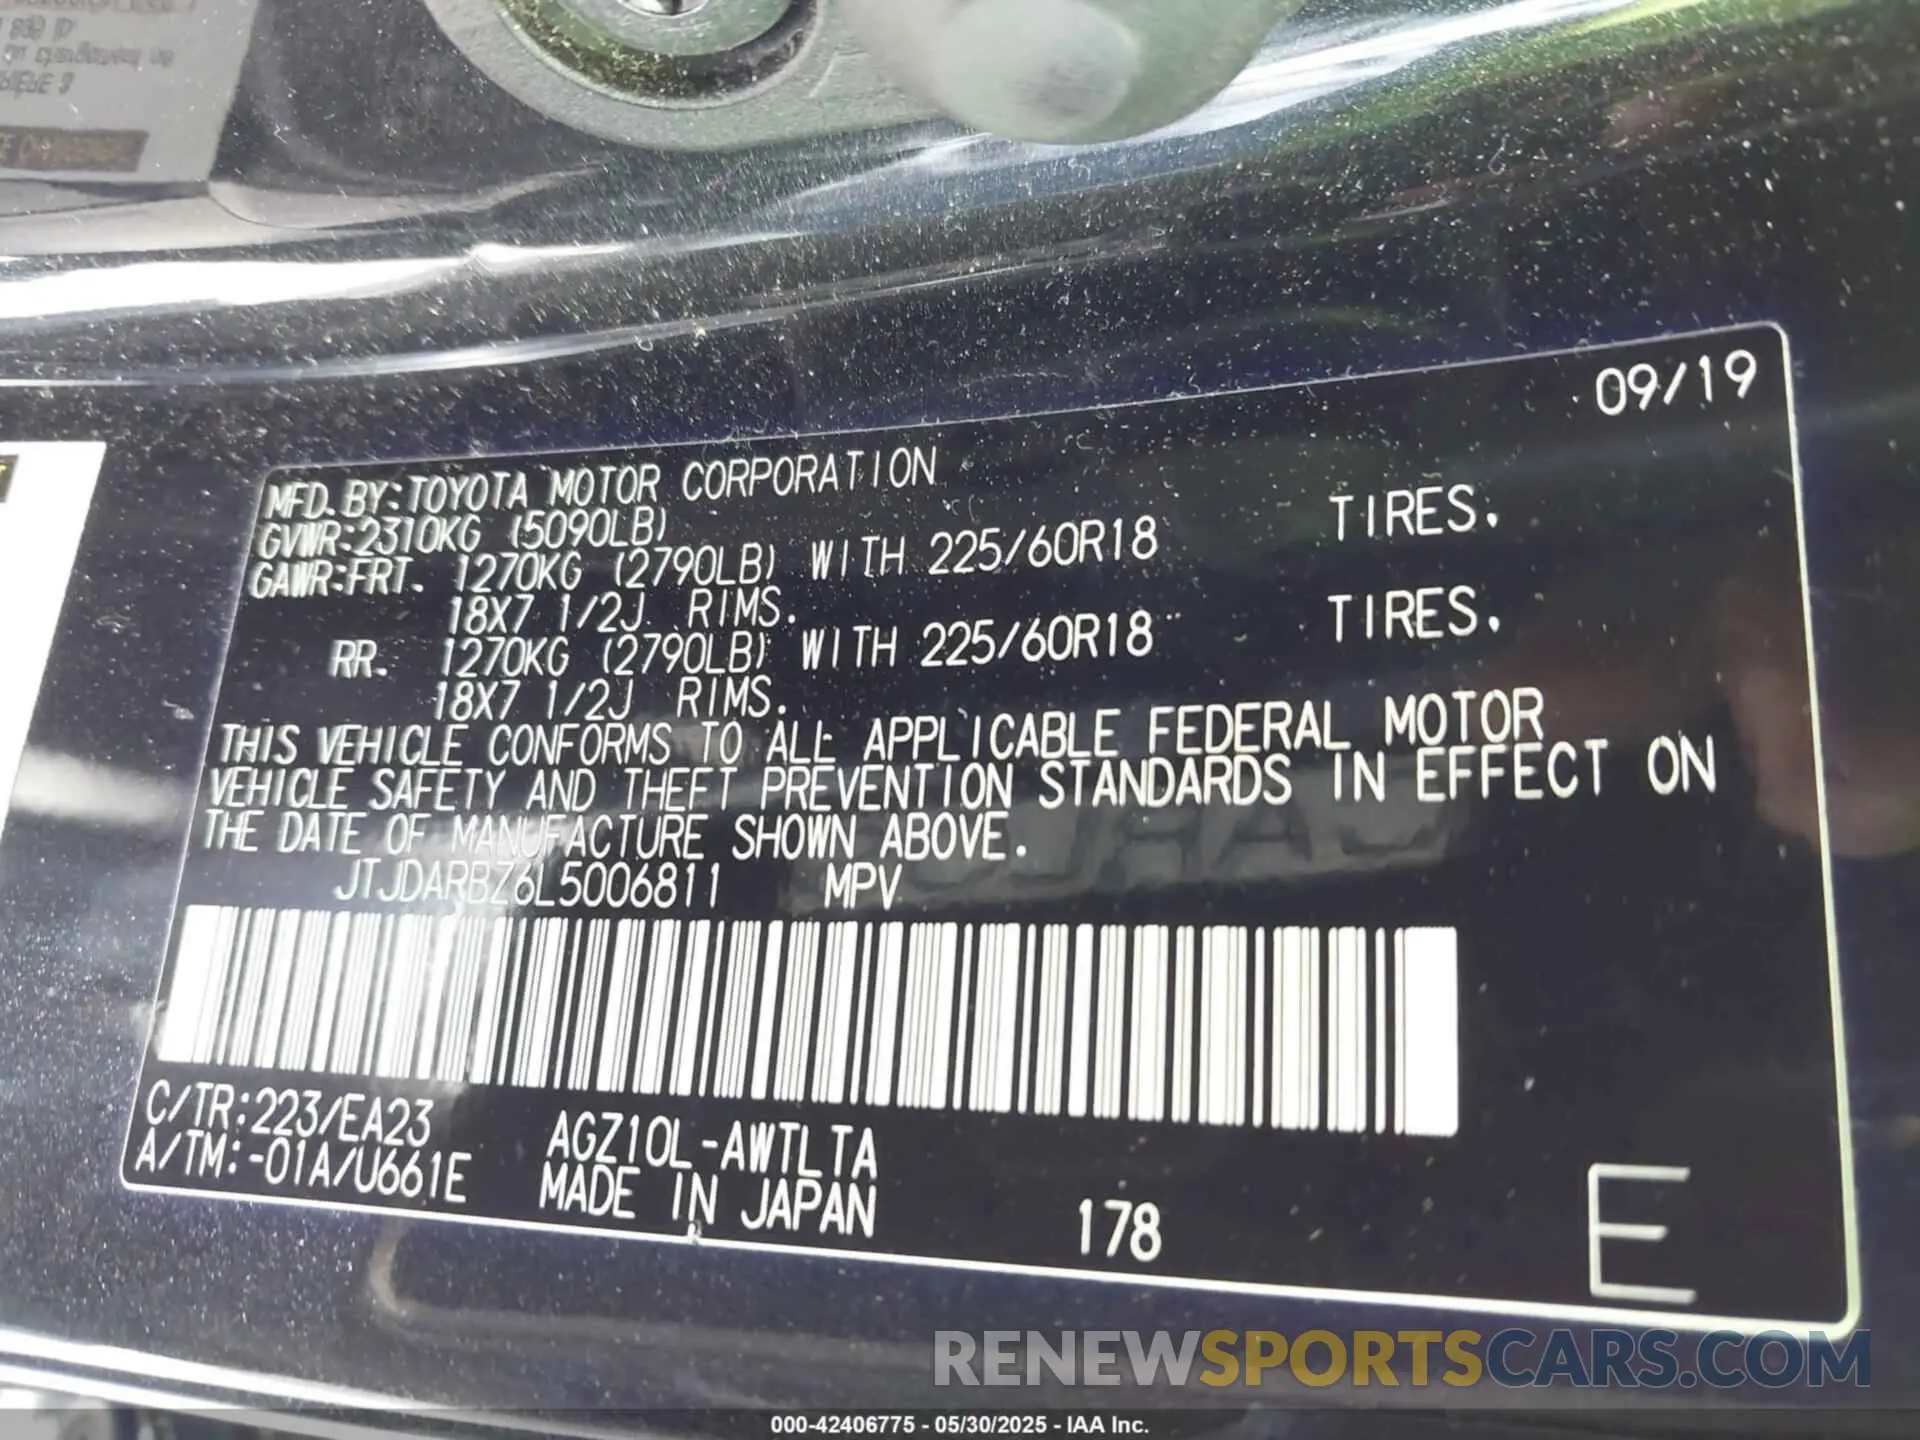 09/19
MFD.BY:TOYOTA MOTOR CORPORATION
GVWR:2310KG (5090LB)
GAWR:FRT. 1270KG (2790LB) WITH 225/60R18 TIRES.
18X7 1/2J RIMS.
RR. 1270KG (2790LB) WITH 225/60R18 TIRES.
18X7 1/2J RIMS.
THIS VEHICLE CONFORMS TO ALL APPLICABLE FEDERAL MOTOR
VEHICLE SAFETY AND THEFT PREVENTION STANDARDS IN EFFECT ON
THE DATE OF MANUFACTURE SHOWN ABOVE.
JTJDARBZ6L5006811 MPV
C/TR:223/EA23
A/TM:-01A/U661E
AGZ10L-AWTLTA
MADE IN JAPAN
178
E
RENEWSPORTSCARS.COM
000-42406775 - 05/30/2025 - IAA Inc.